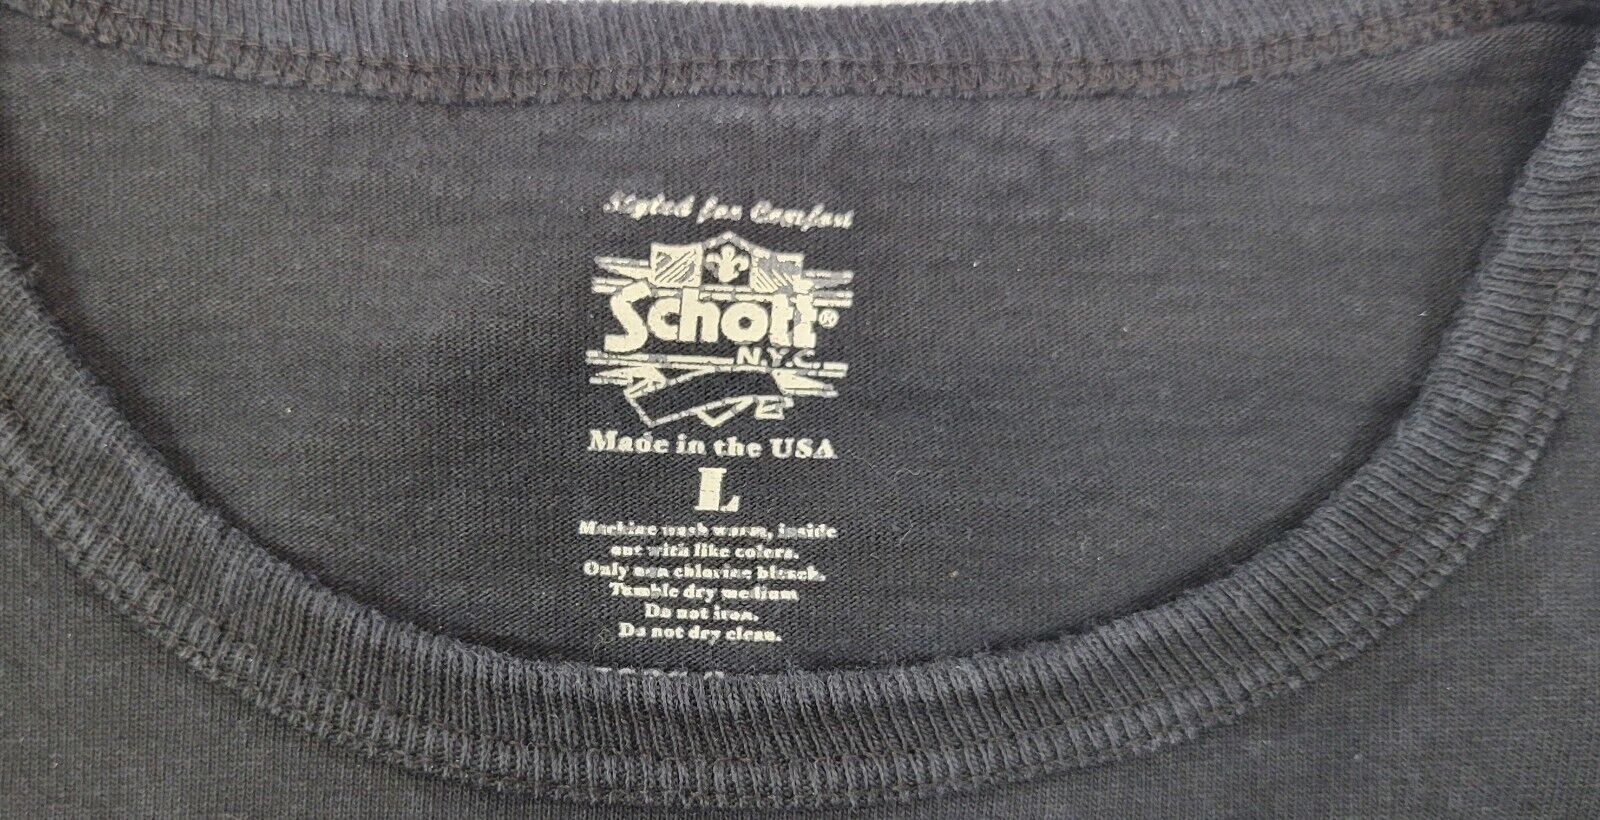 Styled for Comfort
Schott®
N.Y.C.
Made in the USA
L
Machine wash warm, inside
out with like colors.
Only non chlorine bleach.
Tumble dry medium
Do not iron.
Do not dry clean.